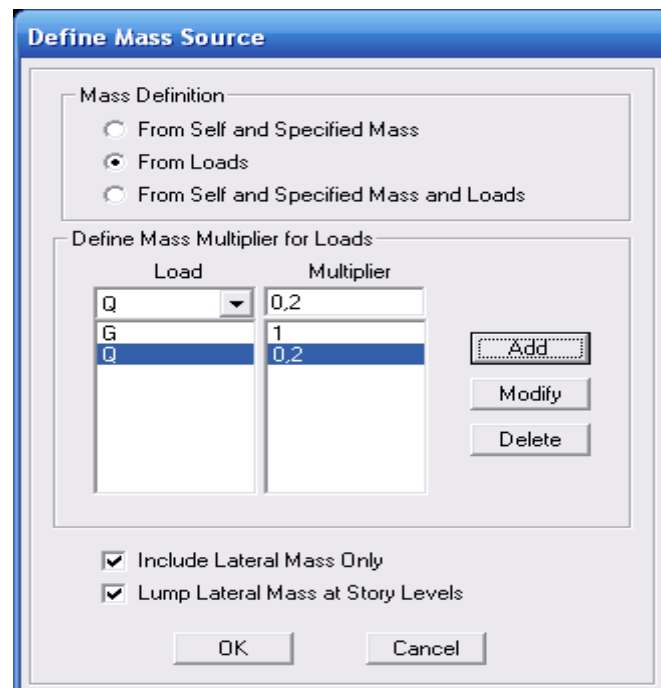 Define Mass Source
Mass Definition
From Self and Specified Mass
From Loads
From Self and Specified Mass and Loads
Define Mass Multiplier for Loads
Load Multiplier
Q 0,2
G 1
Q 0,2
Add
Modify
Delete
Include Lateral Mass Only
Lump Lateral Mass at Story Levels
OK Cancel